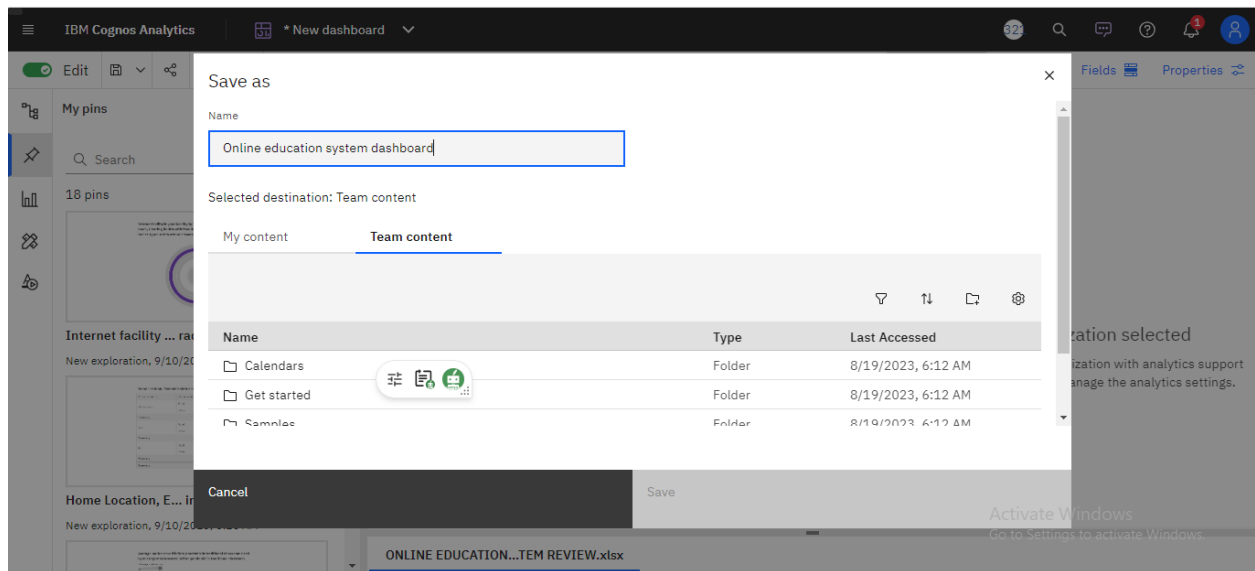 IBM Cognos Analytics
* New dashboard
1
Edit
Fields
Properties
My pins
Search
18 pins
Internet facility ...
New exploration, 9/10/20
Home Location, E...
New exploration, 9/10/20
Save as
Name
Online education system dashboard
Selected destination: Team content
My content
Team content
Name Type Last Accessed
Calendars Folder 8/19/2023, 6:12 AM
Get started Folder 8/19/2023, 6:12 AM
Samples Folder 8/19/2023, 6:12 AM
Cancel
Save
zation selected
ization with analytics support
anage the analytics settings.
Activate Windows
Go to Settings to activate Windows.
ONLINE EDUCATION...TEM REVIEW.xlsx